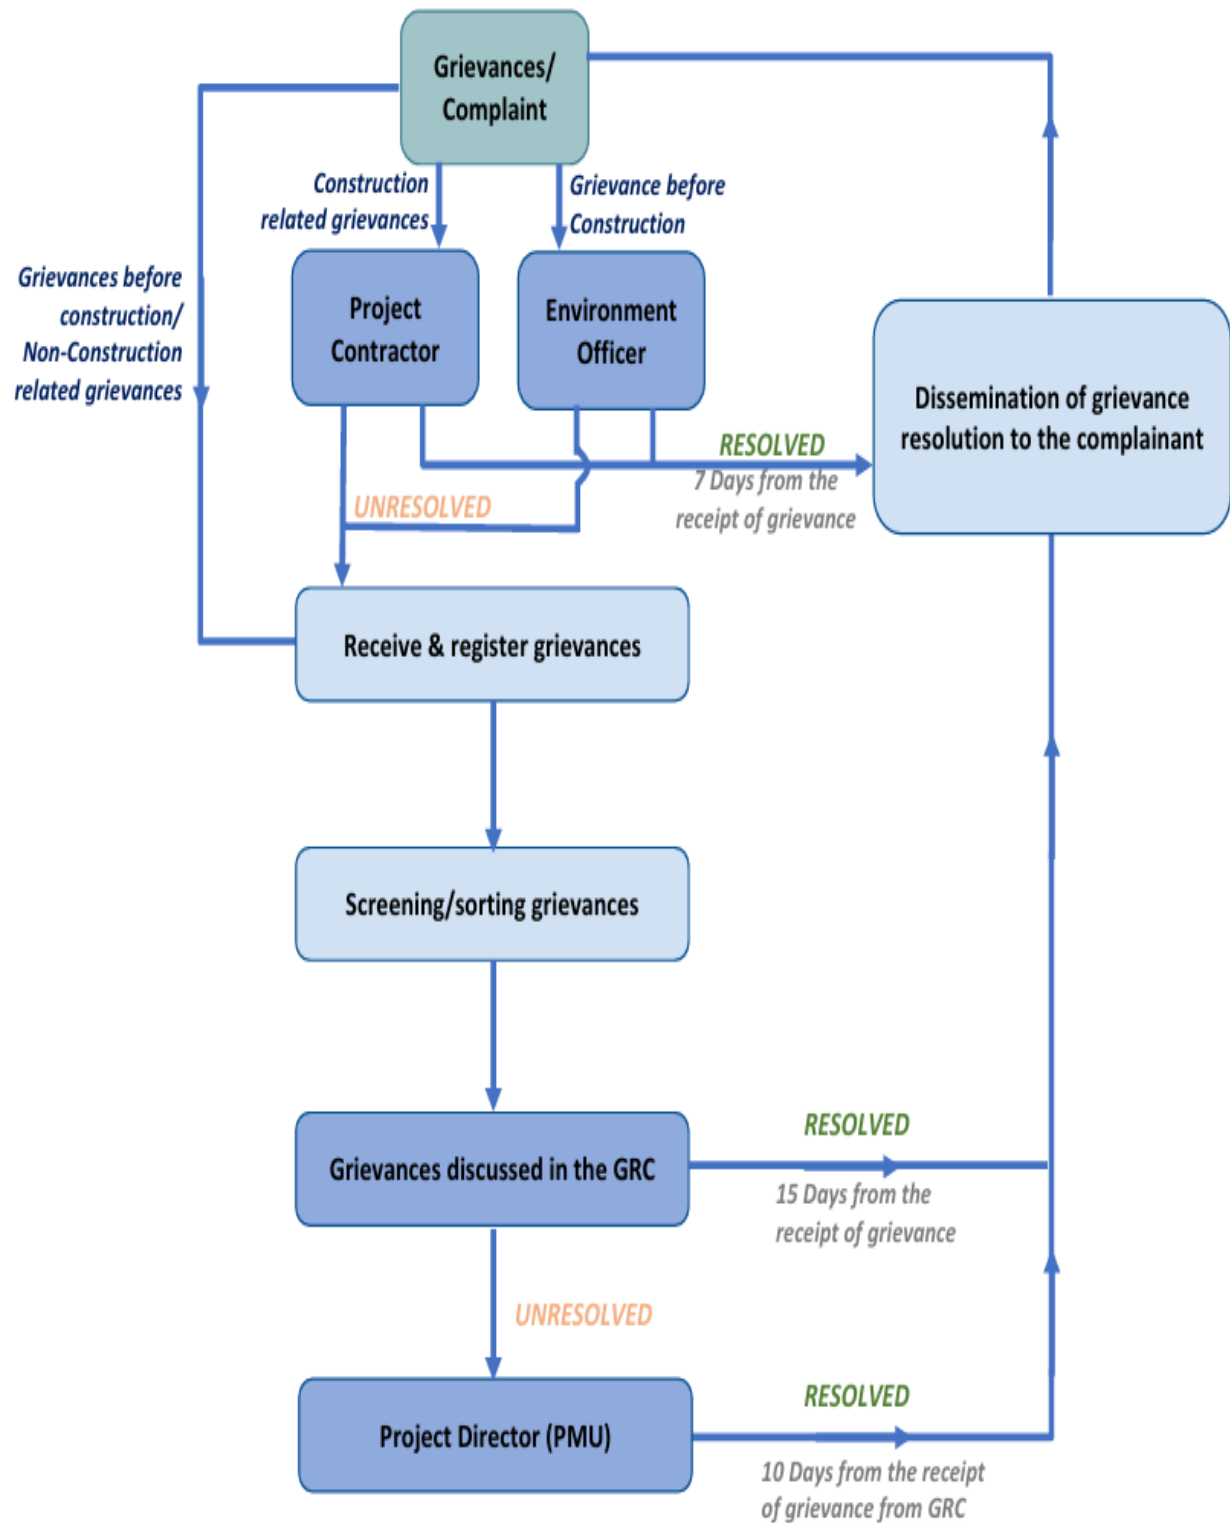 Grievances/
Complaint
Construction
related grievances
Grievance before
Construction
Grievances before
construction/
Non-Construction
related grievances
Project
Contractor
Environment
Officer
Dissemination of grievance
resolution to the complainant
RESOLVED
7 Days from the
receipt of grievance
UNRESOLVED
Receive & register grievances
Screening/sorting grievances
Grievances discussed in the GRC
RESOLVED
15 Days from the
receipt of grievance
UNRESOLVED
Project Director (PMU)
RESOLVED
10 Days from the receipt
of grievance from GRC